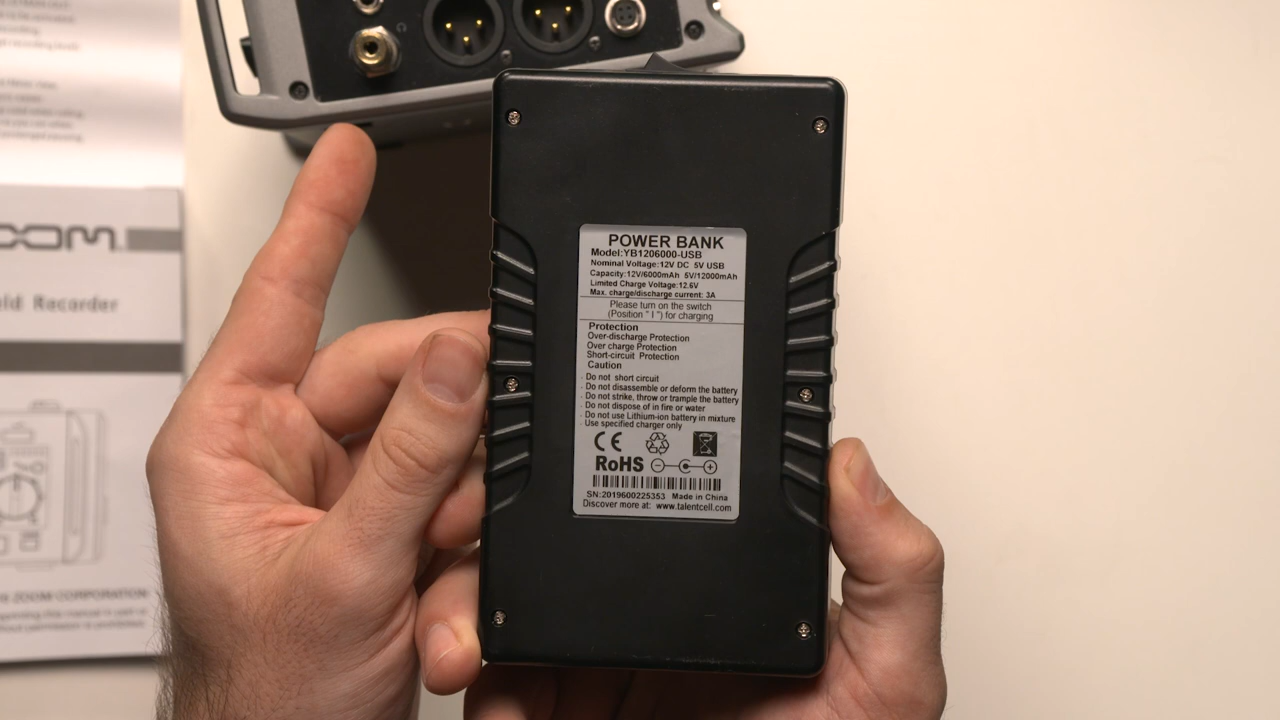 POWER BANK
Model:YB1206000-USB
Nominal Voltage:12V DC 5V USB
Capacity:12V/6000mAh 5V/12000mAh
Limited Charge Voltage:12.6V
Max. charge/discharge current: 3A
Please turn on the switch
(Position " I ") for charging
Protection
Over-discharge Protection
Over charge Protection
Short-circuit Protection
Caution
Do not short circuit
Do not disassemble or deform the battery
Do not strike, throw or trample the battery
Do not dispose of in fire or water
Do not use Lithium-ion battery in mixture
Use specified charger only
CE
RoHS
SN:2019600225353 Made in China
Discover more at: www.talentcell.com
Recorder
ZOOM CORPORATION